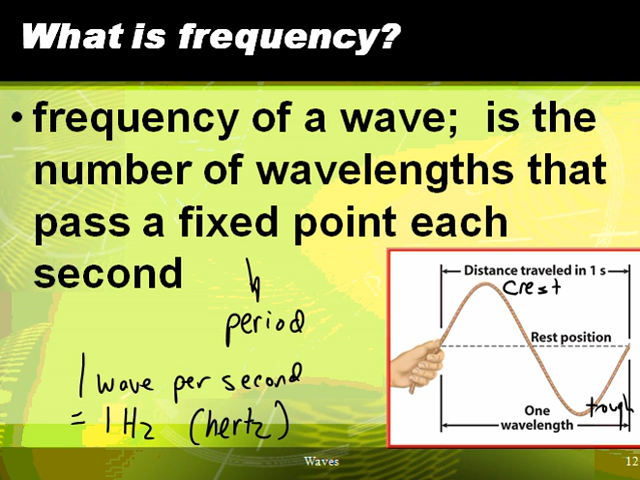 What is frequency?
• frequency of a wave; is the
number of wavelengths that
pass a fixed point each
second
period
1 wave per second
= 1 Hz (hertz)
Distance traveled in 1 s
Crest
Rest position
trough
One
wavelength
Waves
12